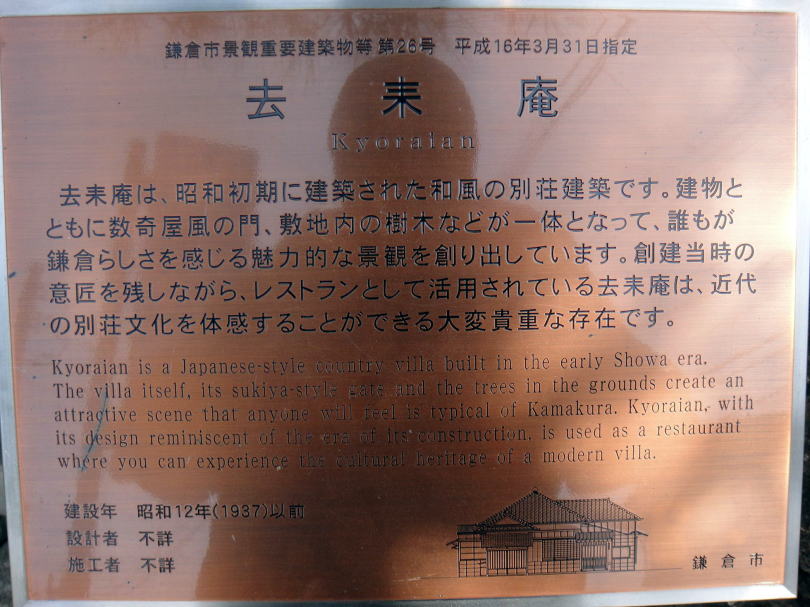 鎌倉市景観重要建築物等 第26号　平成16年3月31日指定
去耒庵
Kyoraian
去耒庵は、昭和初期に建築された和風の別荘建築です。建物と
ともに数奇屋風の門、敷地内の樹木などが一体となって、誰もが
鎌倉らしさを感じる魅力的な景観を創り出しています。創建当時の
意匠を残しながら、レストランとして活用されている去耒庵は、近代
の別荘文化を体感することができる大変貴重な存在です。
Kyoraian is a Japanese-style country villa built in the early Showa era.
The villa itself, its sukiya-style gate and the trees in the grounds create an
attractive scene that anyone will feel is typical of Kamakura. Kyoraian, with
its design reminiscent of the era of its construction, is used as a restaurant
where you can experience the cultural heritage of a modern villa.
建設年　昭和12年(1937)以前
設計者　不詳
施工者　不詳
鎌倉市